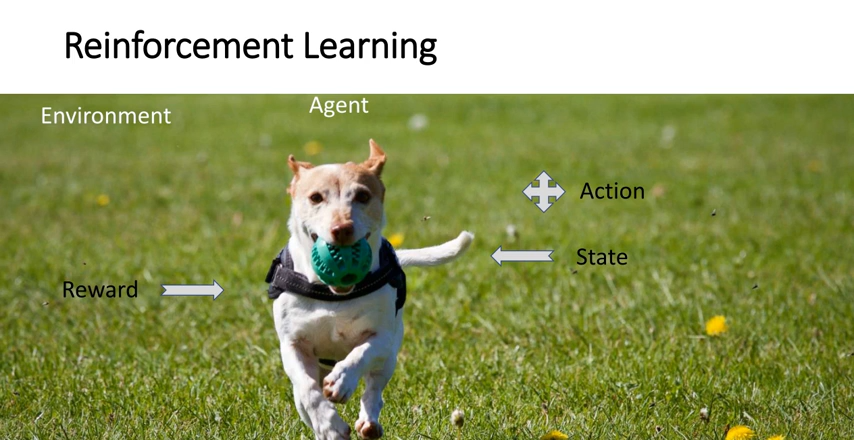 Reinforcement Learning
Environment
Agent
Action
State
Reward